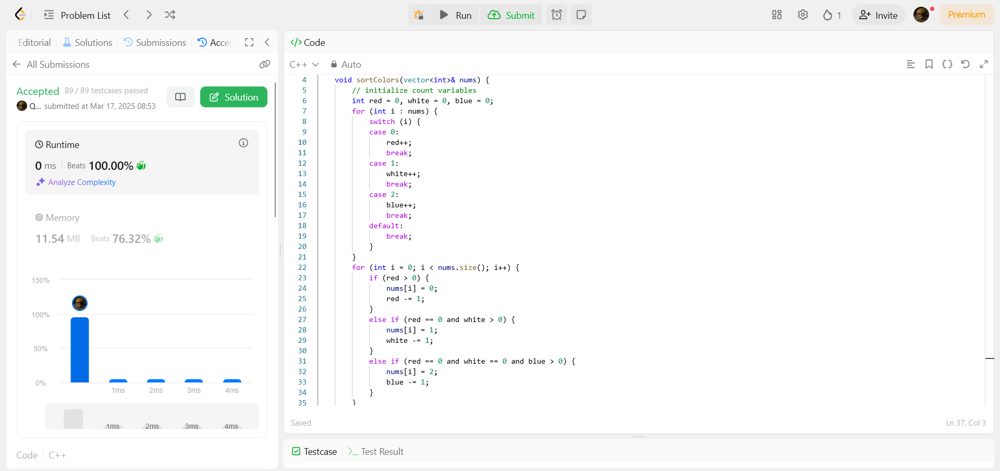 Problem List
Run
Submit
1
Invite
Premium
Editorial
Solutions
Submissions
Acce
All Submissions
Accepted 89 / 89 testcases passed
Q... submitted at Mar 17, 2025 08:53
Solution
Runtime
0 ms Beats 100.00%
Analyze Complexity
Memory
11.54 MB Beats 76.32%
150%
100%
50%
0%
1ms 2ms 3ms 4ms
1ms 2ms 3ms 4ms
Code C++
</> Code
C++ Auto
4 void sortColors(vector<int>& nums) {
5 // initialize count variables
6 int red = 0, white = 0, blue = 0;
7 for (int i : nums) {
8 switch (i) {
9 case 0:
10 red++;
11 break;
12 case 1:
13 white++;
14 break;
15 case 2:
16 blue++;
17 break;
18 default:
19 break;
20 }
21 }
22 for (int i = 0; i < nums.size(); i++) {
23 if (red > 0) {
24 nums[i] = 0;
25 red -= 1;
26 }
27 else if (red == 0 and white > 0) {
28 nums[i] = 1;
29 white -= 1;
30 }
31 else if (red == 0 and white == 0 and blue > 0) {
32 nums[i] = 2;
33 blue -= 1;
34 }
35 }
Saved
Ln 37, Col 3
Testcase
Test Result